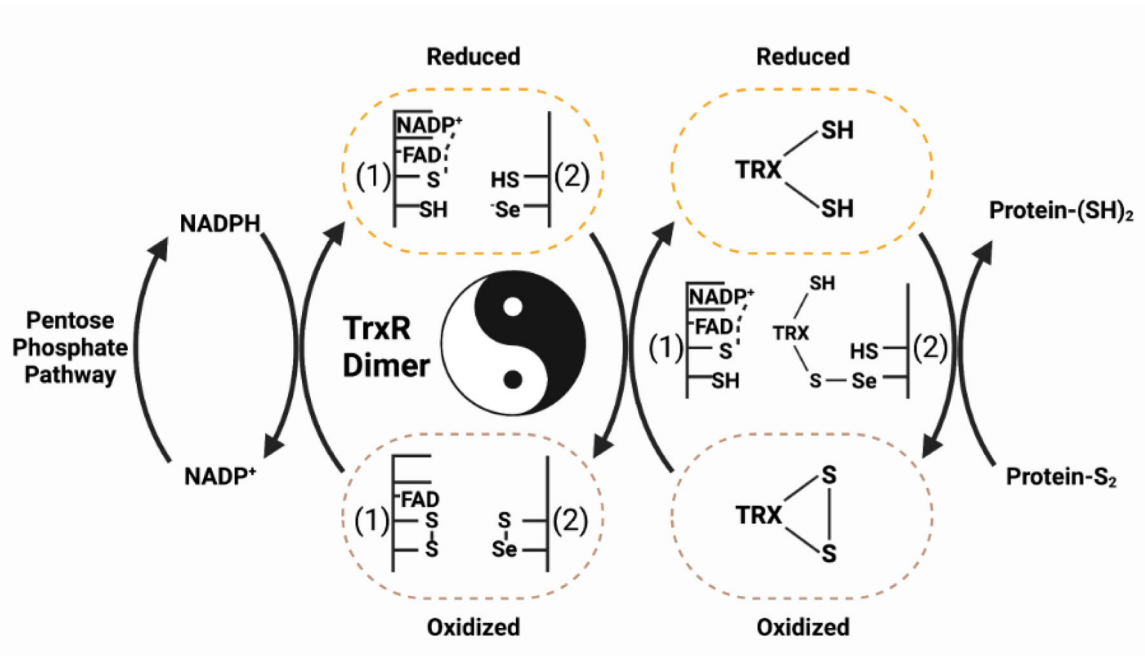 Reduced
Reduced
NADP⁺
FAD
(1)
S⁻
SH
HS
⁻Se
(2)
TRX
SH
SH
NADPH
Protein-(SH)₂
Pentose
Phosphate
Pathway
TrxR
Dimer
NADP⁺
FAD
(1)
S⁻
SH
SH
TRX
S
Se
HS
(2)
NADP⁺
Protein-S₂
FAD
(1)
S
S
S
Se
(2)
TRX
S
S
Oxidized
Oxidized